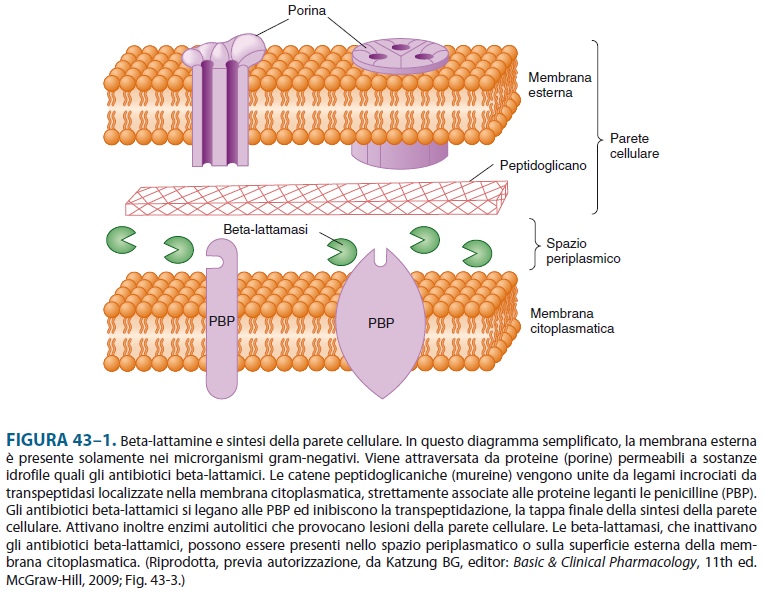 Porina
Membrana
esterna
Parete
cellulare
Peptidoglicano
Beta-lattamasi
Spazio
periplasmico
PBP
PBP
Membrana
citoplasmatica
FIGURA 43–1. Beta-lattamine e sintesi della parete cellulare. In questo diagramma semplificato, la membrana esterna
è presente solamente nei microrganismi gram-negativi. Viene attraversata da proteine (porine) permeabili a sostanze
idrofile quali gli antibiotici beta-lattamici. Le catene peptidoglicaniche (mureine) vengono unite da legami incrociati da
transpeptidasi localizzate nella membrana citoplasmatica, strettamente associate alle proteine leganti le penicilline (PBP).
Gli antibiotici beta-lattamici si legano alle PBP ed inibiscono la transpeptidazione, la tappa finale della sintesi della parete
cellulare. Attivano inoltre enzimi autolitici che provocano lesioni della parete cellulare. Le beta-lattamasi, che inattivano
gli antibiotici beta-lattamici, possono essere presenti nello spazio periplasmatico o sulla superficie esterna della mem-
brana citoplasmatica. (Riprodotta, previa autorizzazione, da Katzung BG, editor: Basic & Clinical Pharmacology, 11th ed.
McGraw-Hill, 2009; Fig. 43-3.)